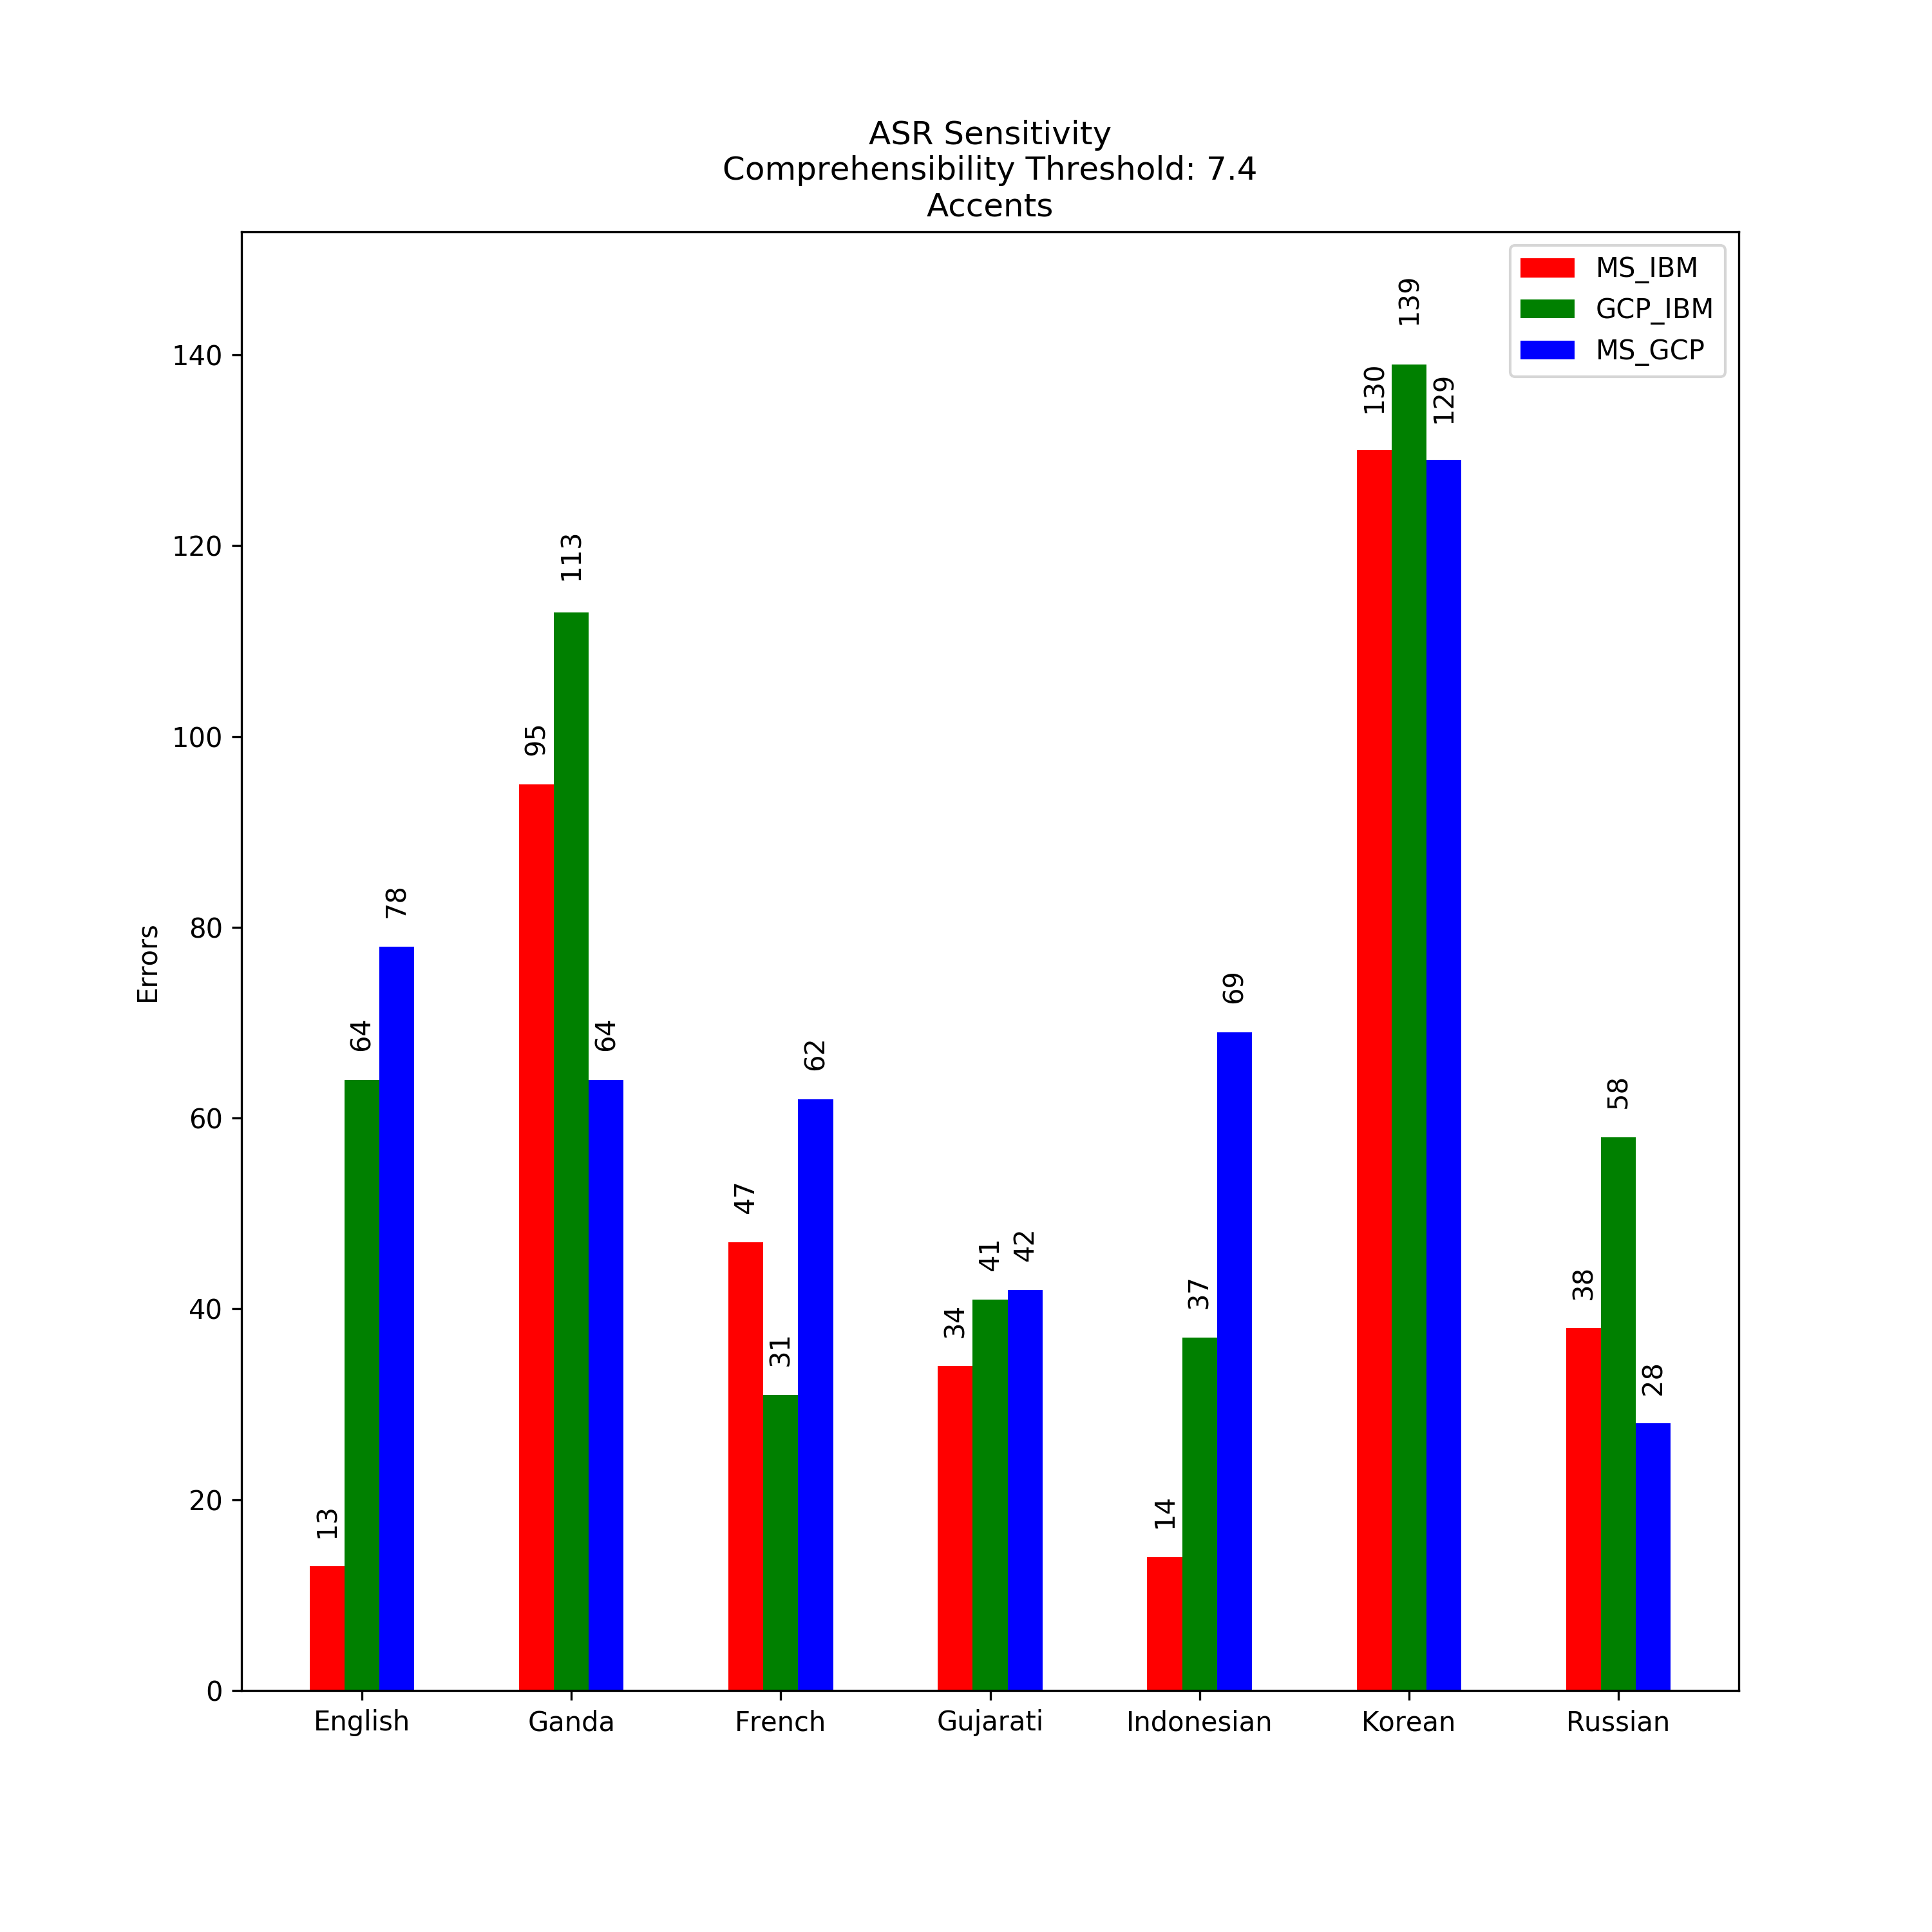 ASR Sensitivity
Comprehensibility Threshold: 7.4
Accents
MS_IBM
GCP_IBM
MS_GCP
Errors
140
120
100
80
60
40
20
0
13
64
78
95
113
64
47
31
62
34
41
42
14
37
69
130
139
129
38
58
28
English
Ganda
French
Gujarati
Indonesian
Korean
Russian